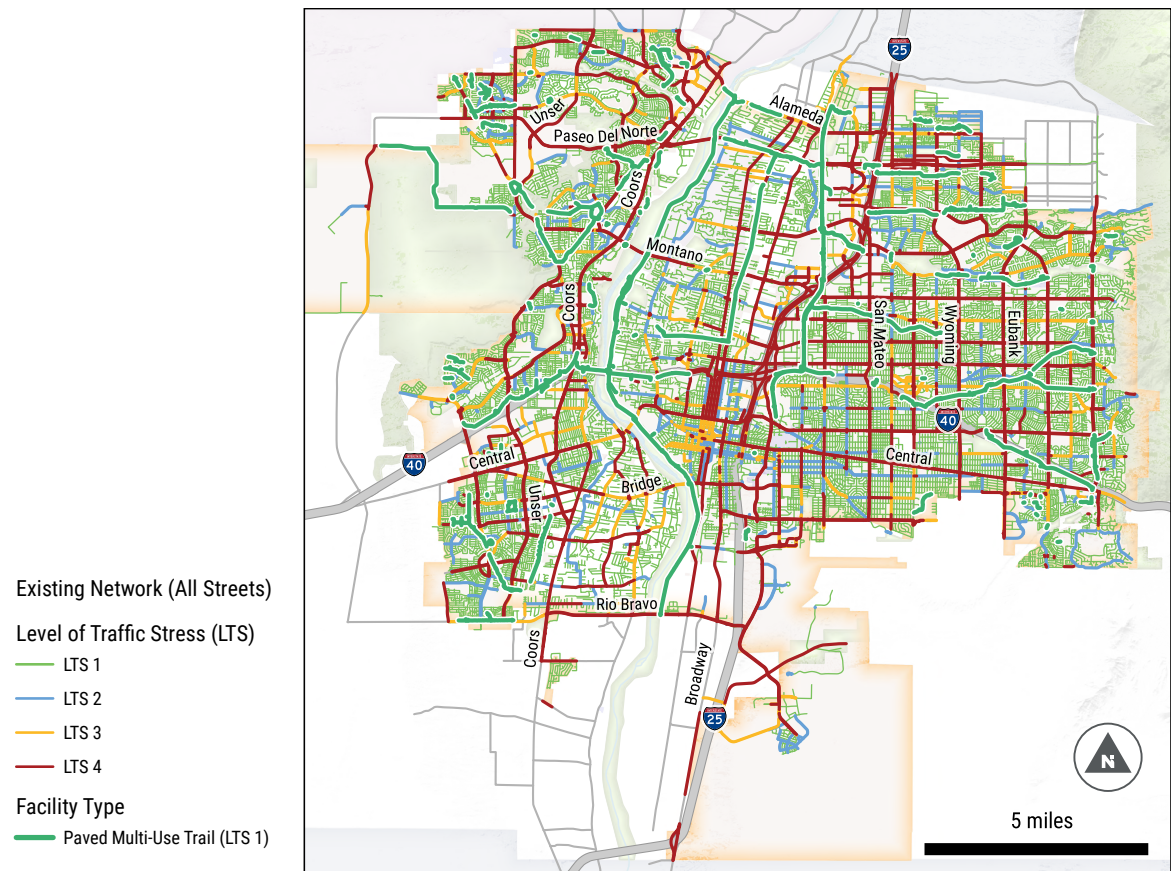 Existing Network (All Streets)
Level of Traffic Stress (LTS)
LTS 1
LTS 2
LTS 3
LTS 4
Facility Type
Paved Multi-Use Trail (LTS 1)
25
Alameda
Unser
Paseo Del Norte
Coors
Montano
Coors
San Mateo
Wyoming
Eubank
40
Central
40
Central
Bridge
Unser
Rio Bravo
Coors
Broadway
25
N
5 miles